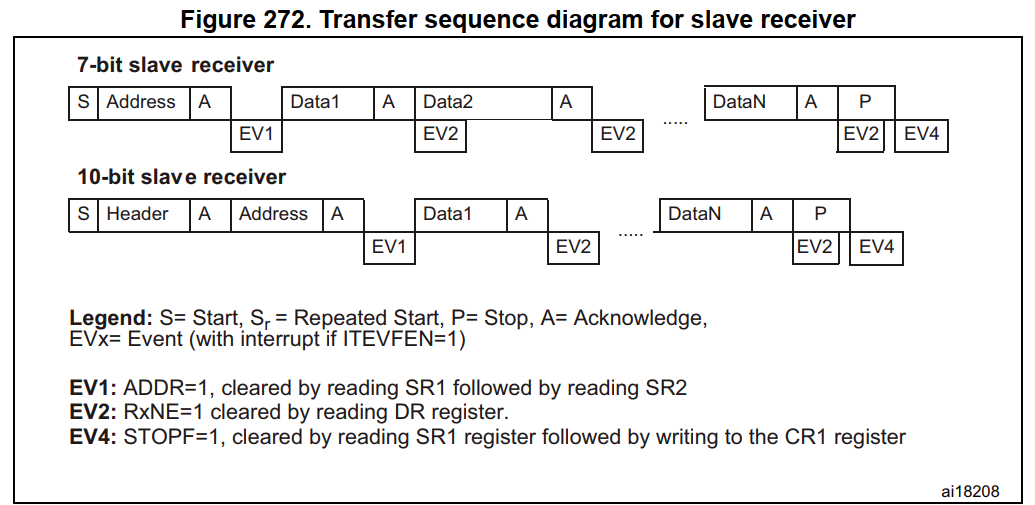 Figure 272. Transfer sequence diagram for slave receiver
7-bit slave receiver
S Address A Data1 A Data2 A ..... DataN A P
EV1 EV2 EV2 EV2 EV4
10-bit slave receiver
S Header A Address A Data1 A ..... DataN A P
EV1 EV2 EV2 EV4
Legend: S= Start, Sr = Repeated Start, P= Stop, A= Acknowledge,
EVx= Event (with interrupt if ITEVFEN=1)
EV1: ADDR=1, cleared by reading SR1 followed by reading SR2
EV2: RxNE=1 cleared by reading DR register.
EV4: STOPF=1, cleared by reading SR1 register followed by writing to the CR1 register
ai18208